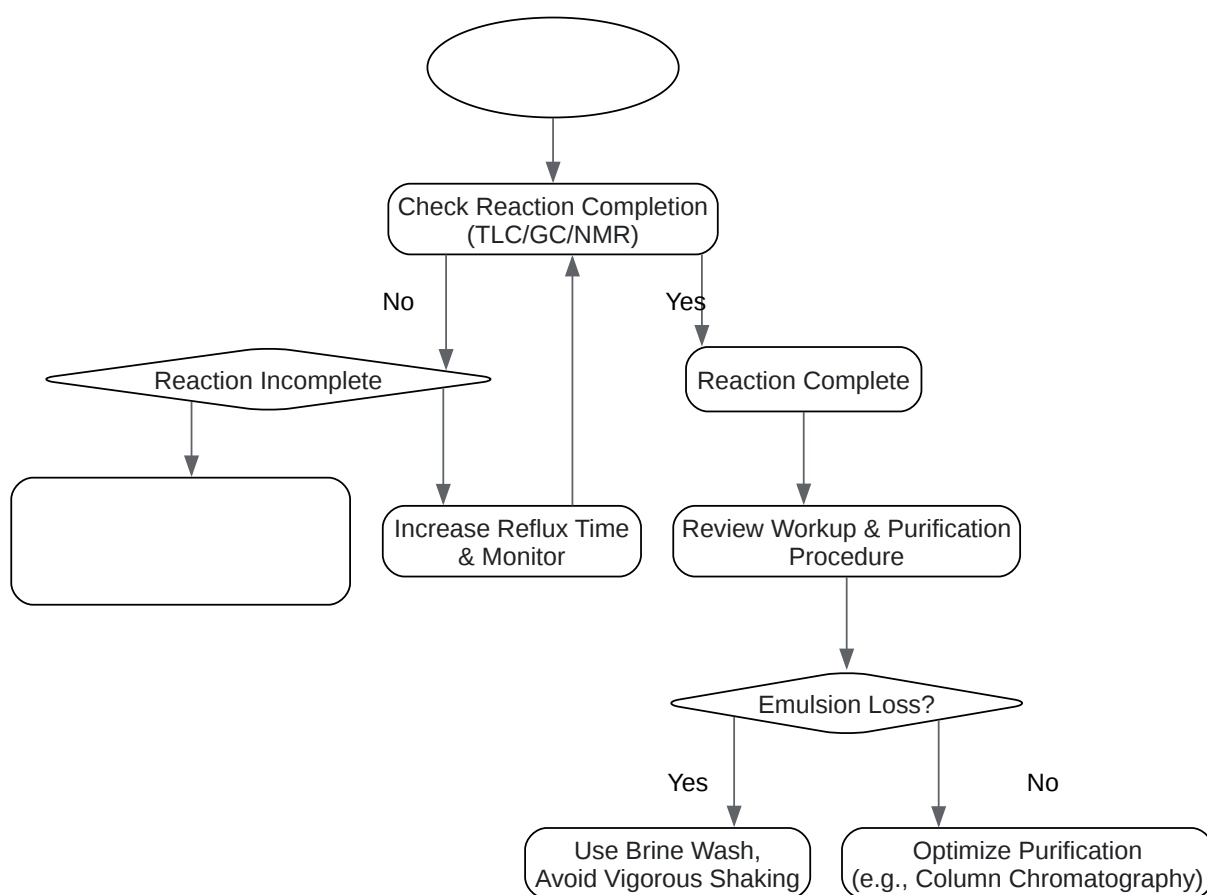 Check Reaction Completion
(TLC/GC/NMR)
No
Yes
Reaction Incomplete
Reaction Complete
Increase Reflux Time
& Monitor
Review Workup & Purification
Procedure
Emulsion Loss?
Yes
No
Use Brine Wash,
Avoid Vigorous Shaking
Optimize Purification
(e.g., Column Chromatography)